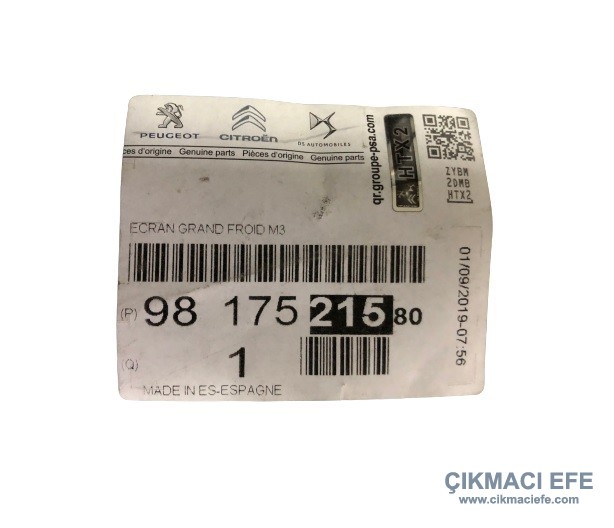 PEUGEOT CITROËN DS AUTOMOBILES
Pièces d'origine Genuine parts Pièces d'origine Genuine parts
qr.groupe-psa.com
HTX2
ZYBM
2DMB
HTX2
ECRAN GRAND FROID M3
(P) 98 175 215 80
(Q) 1
MADE IN ES-ESPAGNE
01/09/2019-07:56
ÇIKMACI EFE
www.cikmaciefe.com